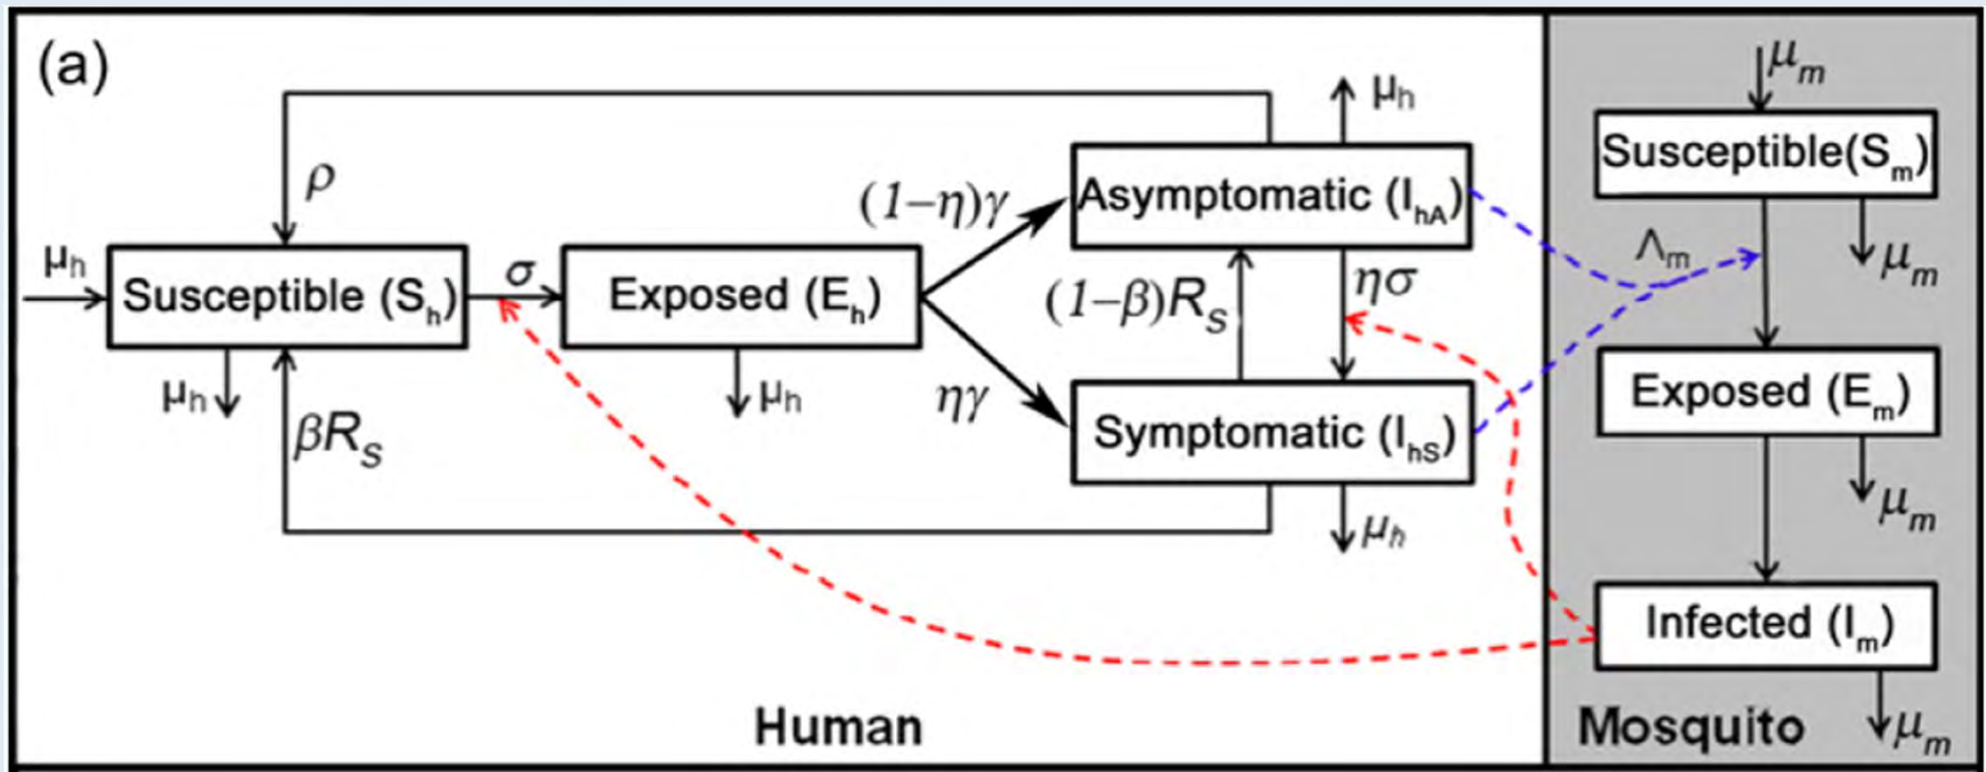 (a)
μh
ρ
μm
Susceptible(Sm)
(1–η)γ
Asymptomatic (IhA)
μh
σ
Λm
μm
Susceptible (Sh)
Exposed (Eh)
(1–β)Rs
ησ
μh
μh
ηγ
Exposed (Em)
βRs
Symptomatic (IhS)
μm
μh
Infected (Im)
Human
Mosquito
μm